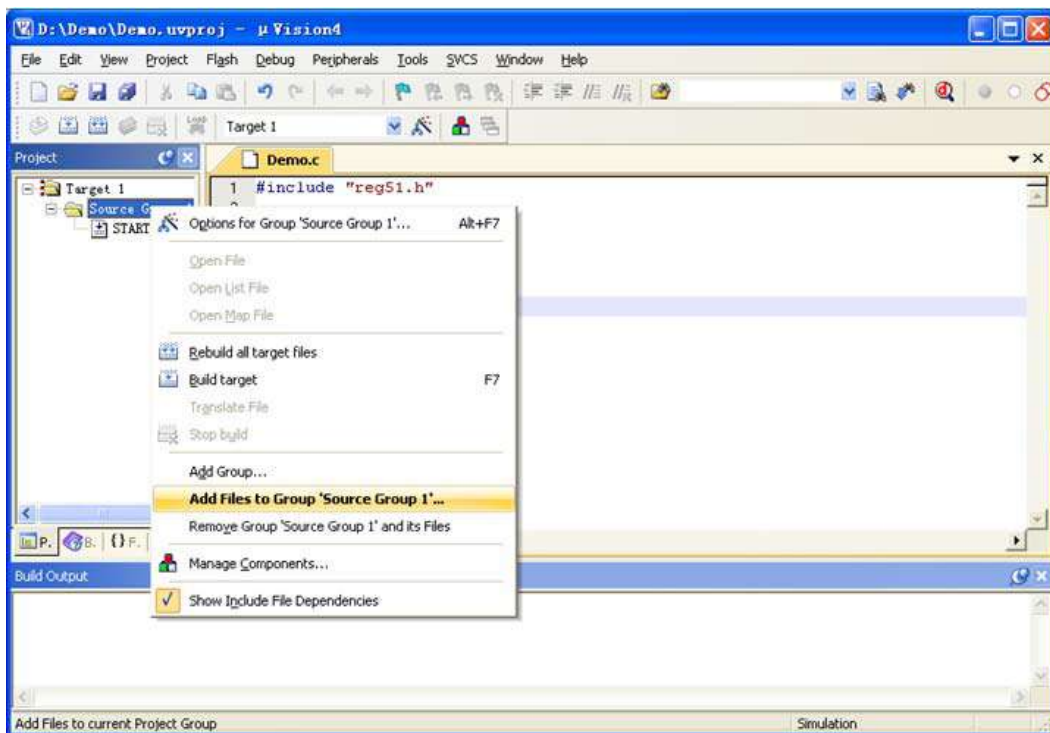 D:\Demo\Demo.uvproj - µVision4
File Edit View Project Flash Debug Peripherals Tools SVCS Window Help
Target 1
Project
Demo.c
Target 1
1 #include "reg51.h"
Source G
2
START
Options for Group 'Source Group 1'... Alt+F7
Open File
Open List File
Open Map File
Rebuild all target files
Build target F7
Translate File
Stop build
Add Group...
Add Files to Group 'Source Group 1'...
Remove Group 'Source Group 1' and its Files
P. B. {} F.
Manage Components...
Build Output
Show Include File Dependencies
Add Files to current Project Group Simulation